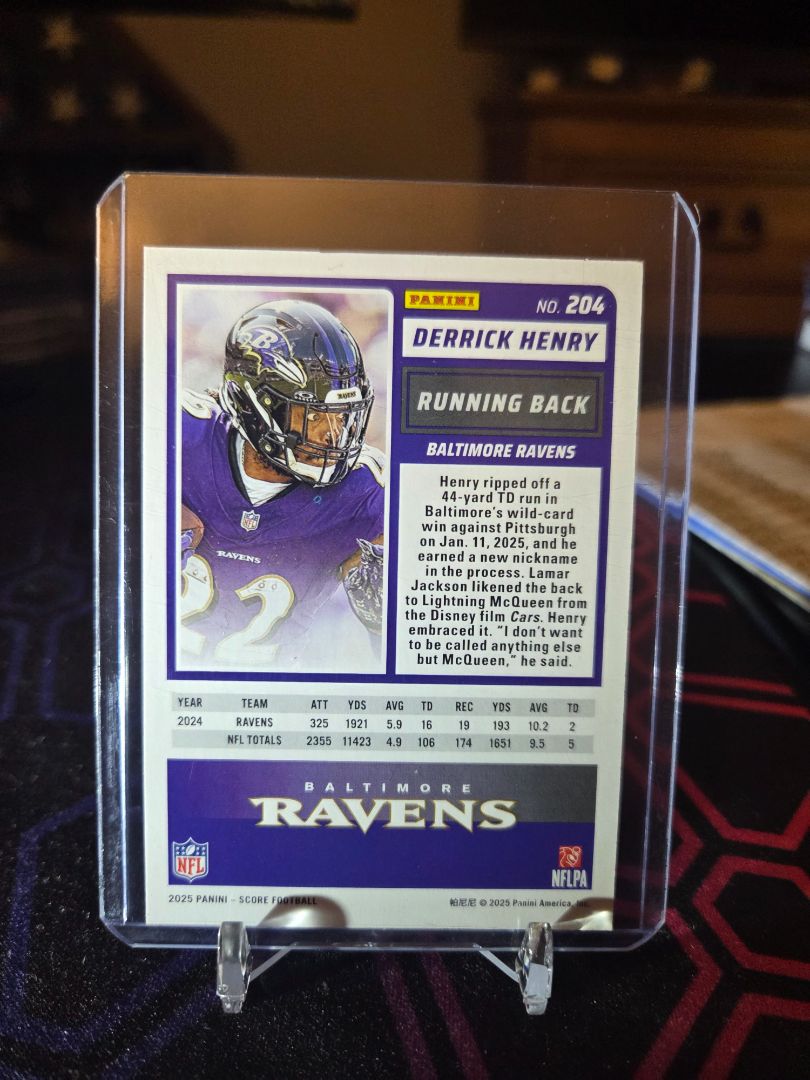 PANINI
NO. 204
DERRICK HENRY
RUNNING BACK
BALTIMORE RAVENS
Henry ripped off a
44-yard TD run in
Baltimore's wild-card
win against Pittsburgh
on Jan. 11, 2025, and he
earned a new nickname
in the process. Lamar
Jackson likened the back
to Lightning McQueen from
the Disney film Cars. Henry
embraced it. "I don't want
to be called anything else
but McQueen," he said.
RAVENS
NFL
RAVENS
22
YEAR TEAM ATT YDS AVG TD REC YDS AVG TD
2024 RAVENS 325 1921 5.9 16 19 193 10.2 2
NFL TOTALS 2355 11423 4.9 106 174 1651 9.5 5
BALTIMORE
RAVENS
NFL
NFLPA
2025 PANINI – SCORE FOOTBALL
帕尼尼 © 2025 Panini America, Inc.